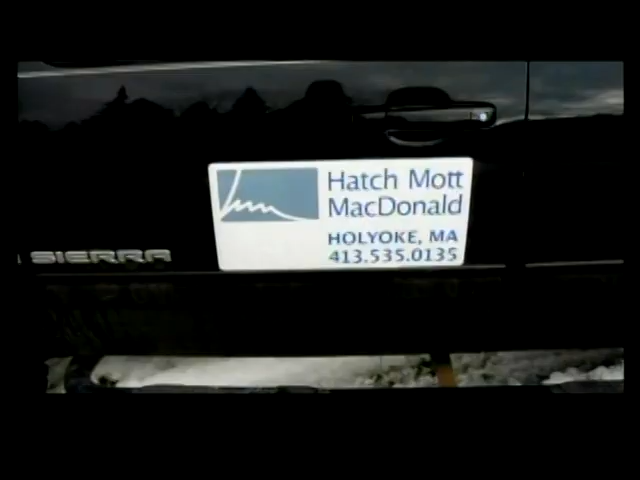 Hatch Mott
MacDonald
HOLYOKE, MA
413.535.0135
SIERRA